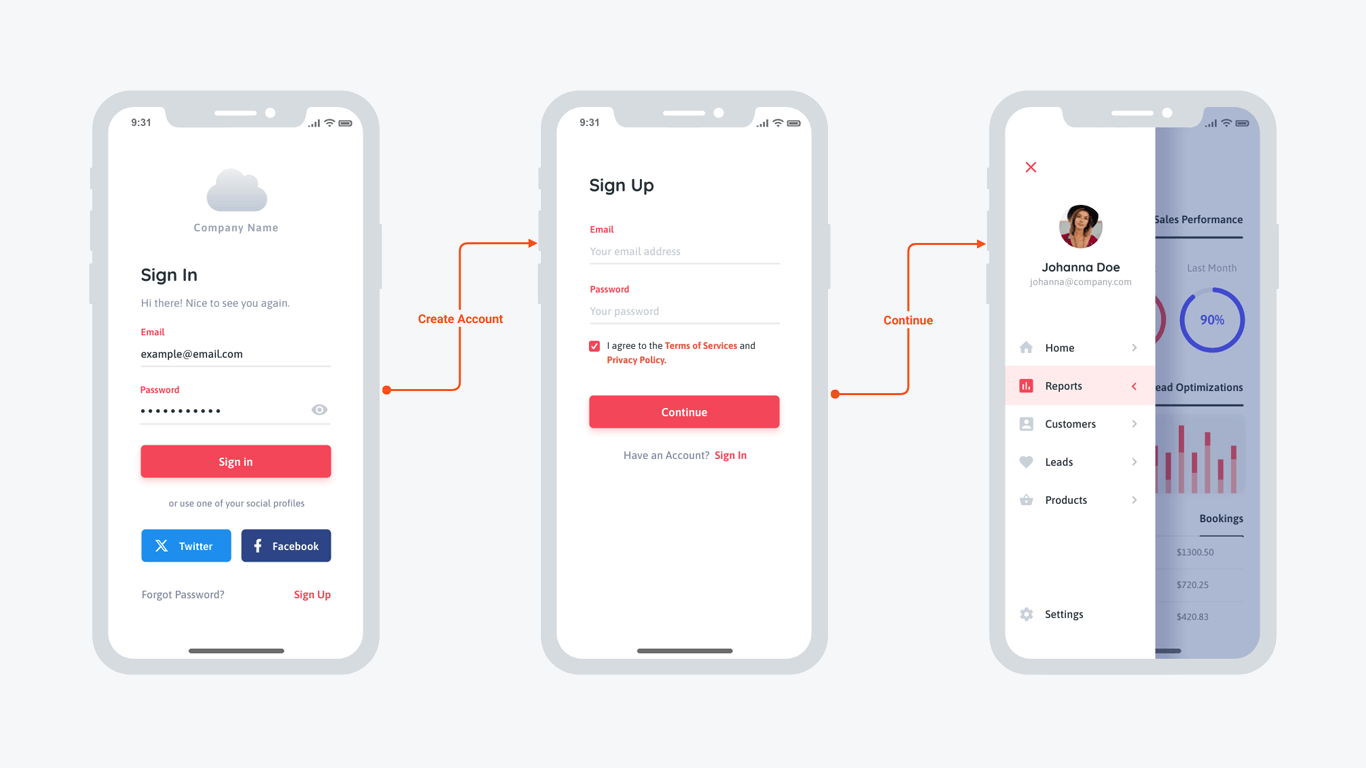 9:31
Company Name
Sign In
Hi there! Nice to see you again.
Email
example@email.com
Password
Sign in
or use one of your social profiles
Twitter
Facebook
Forgot Password?
Sign Up
Create Account
9:31
Sign Up
Email
Your email address
Password
Your password
I agree to the Terms of Services and
Privacy Policy.
Continue
Have an Account? Sign In
Continue
Johanna Doe
johanna@company.com
Home
Reports
Customers
Leads
Products
Settings
Sales Performance
Last Month
90%
ead Optimizations
Bookings
$1300.50
$720.25
$420.83